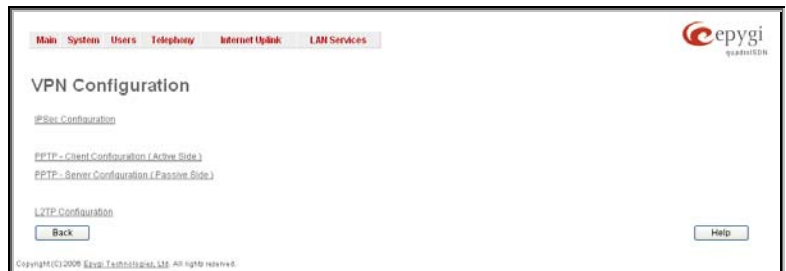 Main System Users Telephony Internet Uplink LAN Services
epygi
quadroISDN
VPN Configuration
IPSec Configuration
PPTP - Client Configuration ( Active Side )
PPTP - Server Configuration ( Passive Side )
L2TP Configuration
Back Help
Copyright (C) 2006 Epygi Technologies, Ltd. All rights reserved.